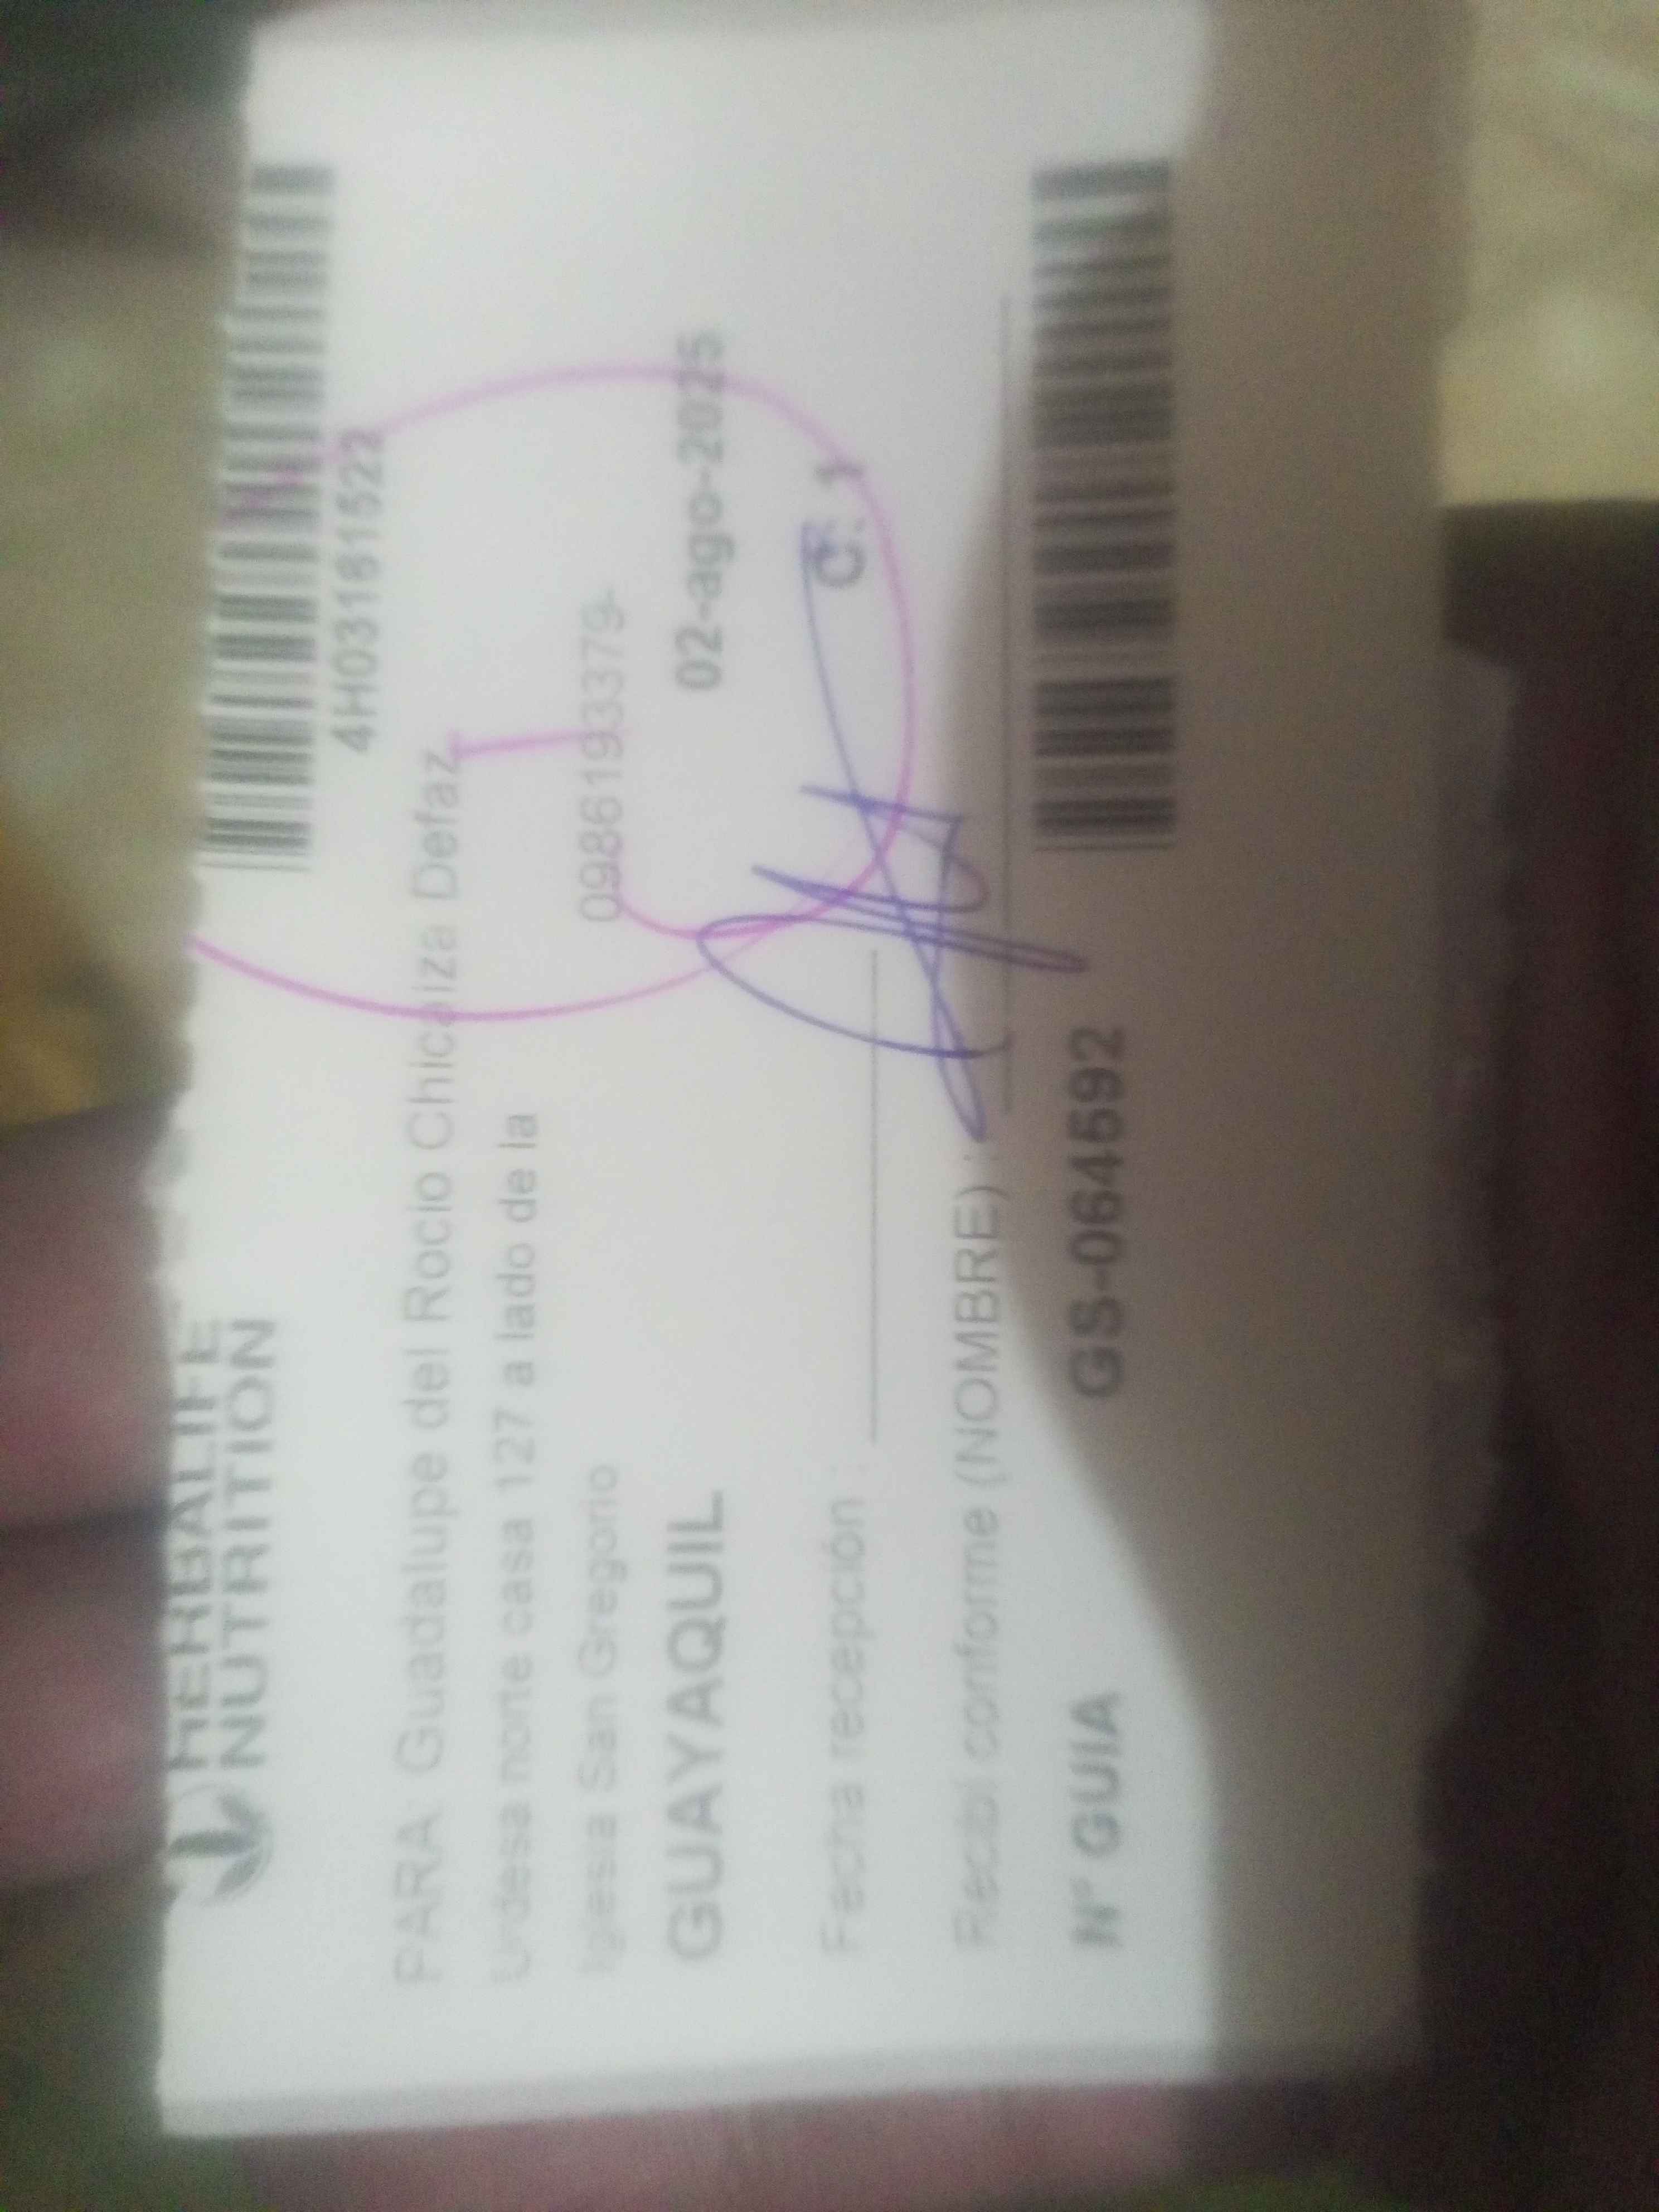 HERBALIFE
NUTRITION
4H03181522
PARA: Guadalupe del Rocio Chicaiza Defaz
Urdesa norte casa 127 a lado de la
Iglesia San Gregorio
0986193379-
GUAYAQUIL
02-ago-2025
Fecha recepción :
C. 1
Recibí conforme (NOMBRE) :
N° GUIA
GS-064592